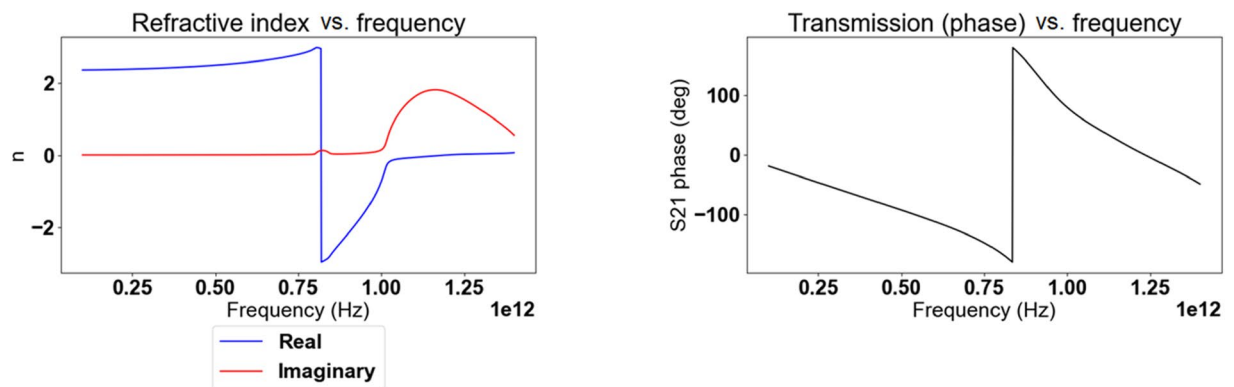 Refractive index vs. frequency
n
2
0
−2
0.25 0.50 0.75 1.00 1.25
Frequency (Hz) 1e12
Real
Imaginary
Transmission (phase) vs. frequency
S21 phase (deg)
100
0
−100
0.25 0.50 0.75 1.00 1.25
Frequency (Hz) 1e12